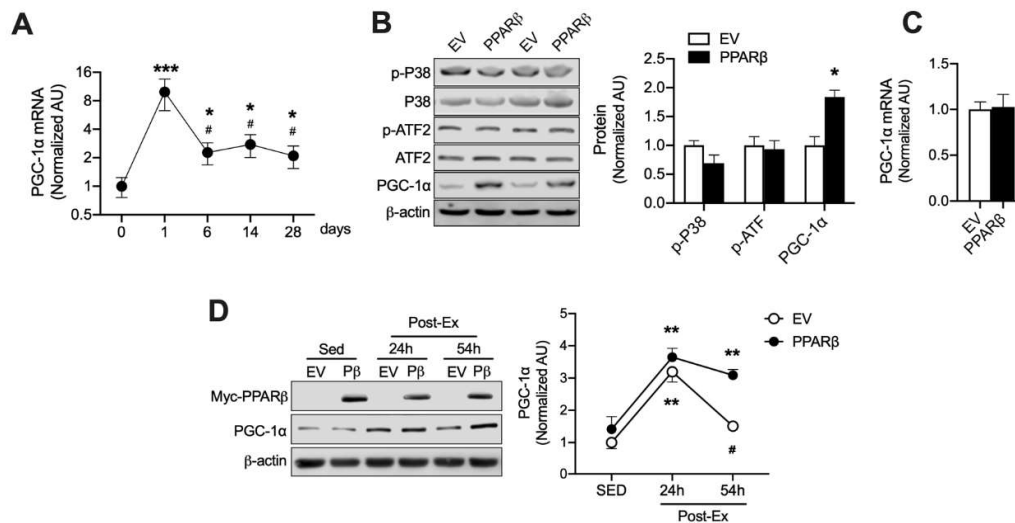 A
PGC-1α mRNA
(Normalized AU)
16
8
4
2
1
0.5
***
*
#
*
#
*
#
0
1
6
14
28
days
B
EV
PPARβ
EV
PPARβ
p-P38
P38
p-ATF2
ATF2
PGC-1α
β-actin
EV
PPARβ
Protein
(Normalized AU)
2.5
2.0
1.5
1.0
0.5
0.0
*
p-P38
p-ATF
PGC-1α
C
PGC-1α mRNA
(Normalized AU)
1.5
1.0
0.5
0.0
EV
PPARβ
D
Post-Ex
Sed
24h
54h
EV Pβ EV Pβ EV Pβ
Myc-PPARβ
PGC-1α
β-actin
PGC-1α
(Normalized AU)
5
4
3
2
1
0
EV
PPARβ
**
**
**
#
SED
24h
54h
Post-Ex